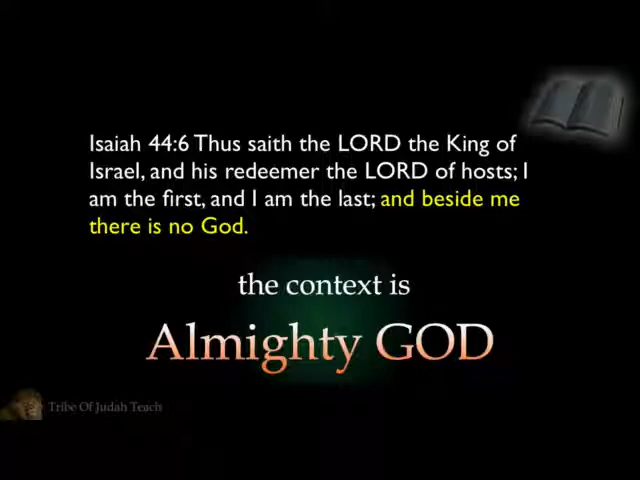 Isaiah 44:6 Thus saith the LORD the King of
Israel, and his redeemer the LORD of hosts; I
am the first, and I am the last; and beside me
there is no God.
the context is
Almighty GOD
Tribe Of Judah Teach